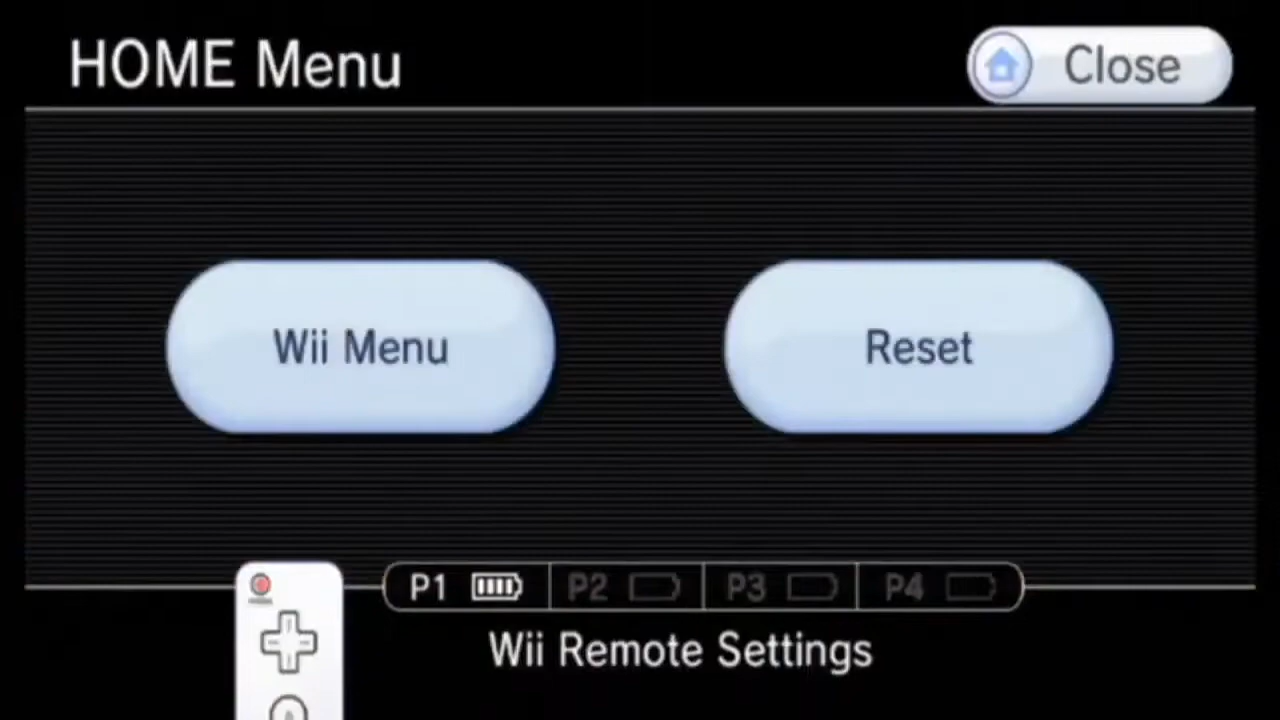 HOME Menu
Close
Wii Menu
Reset
P1 P2 P3 P4
Wii Remote Settings